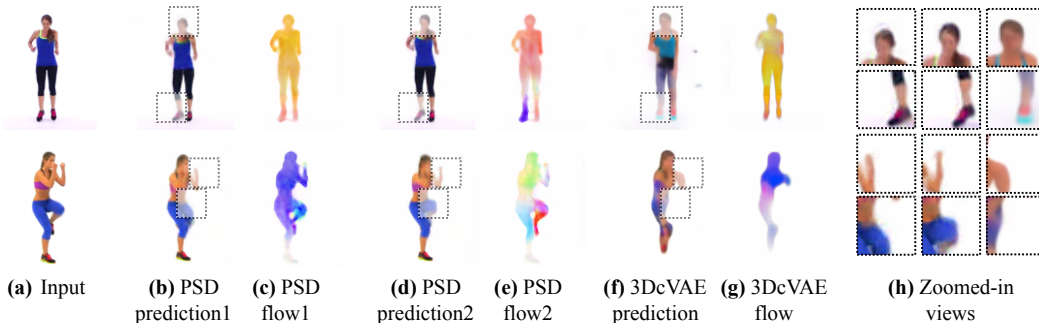 (a) Input
(b) PSD prediction1
(c) PSD flow1
(d) PSD prediction2
(e) PSD flow2
(f) 3DcVAE prediction
(g) 3DcVAE flow
(h) Zoomed-in views